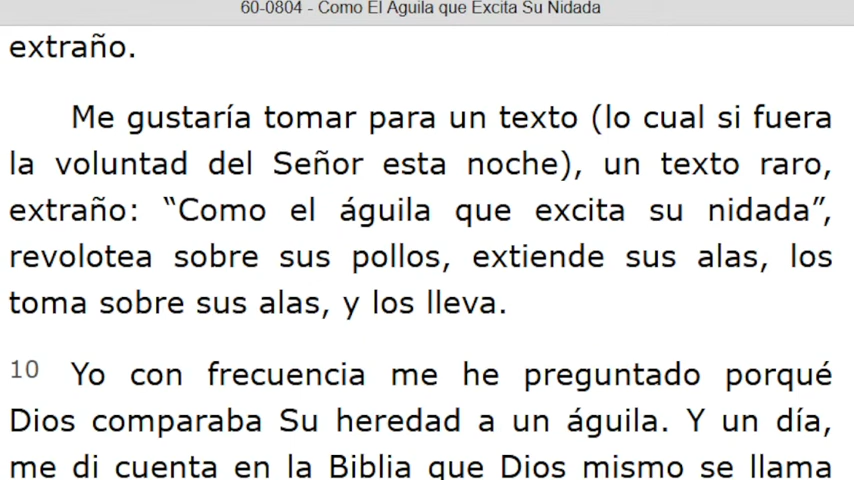 60-0804 - Como El Aguila que Excita Su Nidada
extraño.
Me gustaría tomar para un texto (lo cual si fuera
la voluntad del Señor esta noche), un texto raro,
extraño: “Como el águila que excita su nidada”,
revolotea sobre sus pollos, extiende sus alas, los
toma sobre sus alas, y los lleva.
10 Yo con frecuencia me he preguntado porqué
Dios comparaba Su heredad a un águila. Y un día,
me di cuenta en la Biblia que Dios mismo se llama